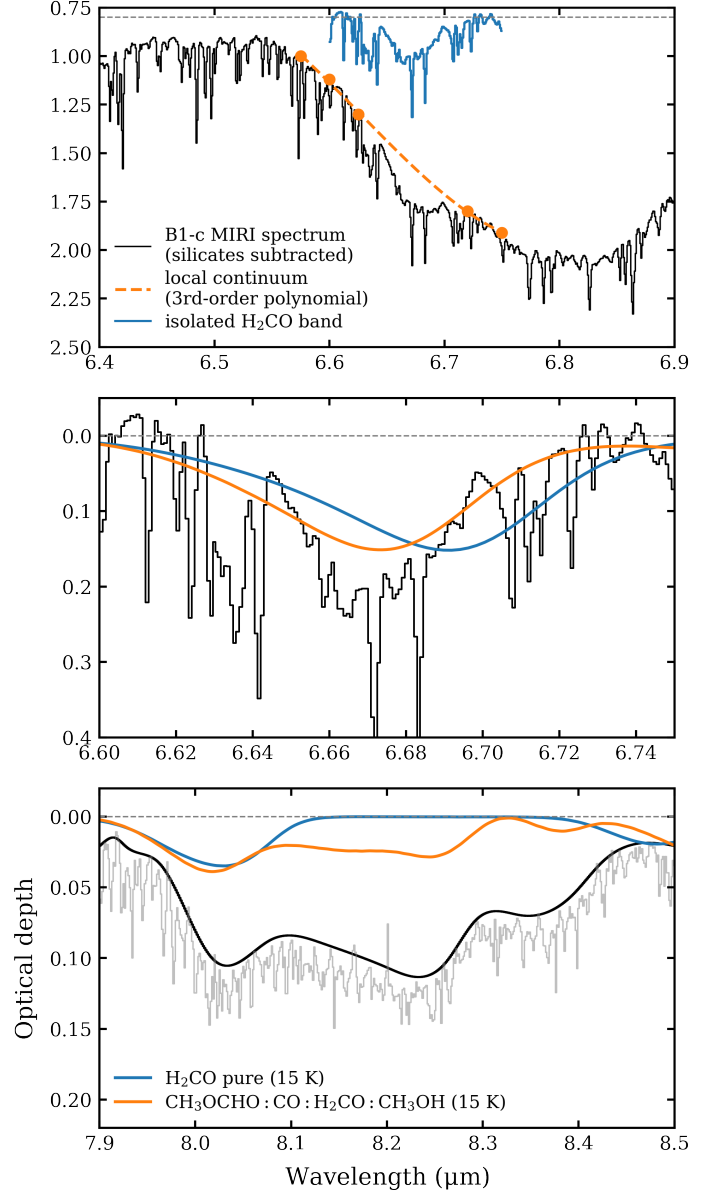 0.75
1.00
1.25
1.50
1.75
2.00
2.25
2.50
B1-c MIRI spectrum
(silicates subtracted)
local continuum
(3rd-order polynomial)
isolated H₂CO band
6.4 6.5 6.6 6.7 6.8 6.9
0.0
0.1
0.2
0.3
0.4
6.60 6.62 6.64 6.66 6.68 6.70 6.72 6.74
0.00
0.05
0.10
0.15
0.20
Optical depth
H₂CO pure (15 K)
CH₃OCHO : CO : H₂CO : CH₃OH (15 K)
7.9 8.0 8.1 8.2 8.3 8.4 8.5
Wavelength (μm)